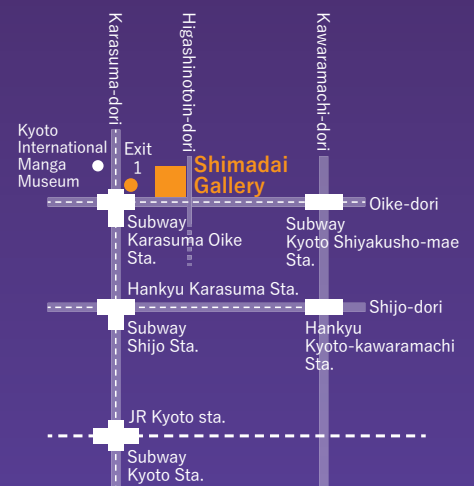 Karasuma-dori
Higashinotoin-dori
Kawaramachi-dori
Kyoto
International
Manga
Museum
Exit
1
Shimadai
Gallery
Oike-dori
Subway
Karasuma Oike
Sta.
Subway
Kyoto Shiyakusho-mae
Sta.
Hankyu Karasuma Sta.
Shijo-dori
Subway
Shijo Sta.
Hankyu
Kyoto-kawaramachi
Sta.
JR Kyoto sta.
Subway
Kyoto Sta.